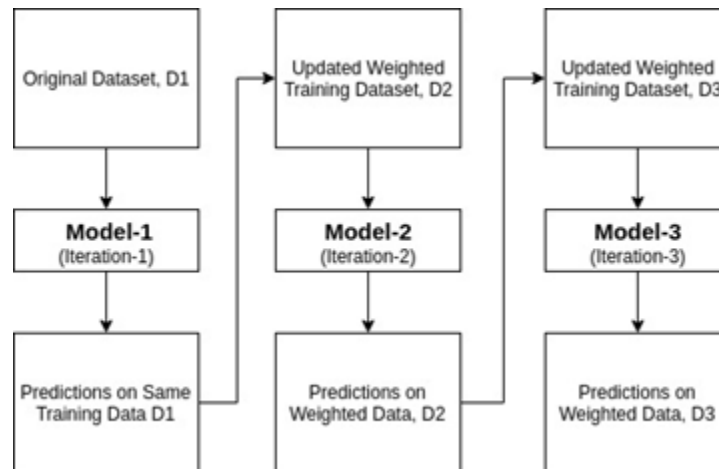 Original Dataset, D1
Model-1
(Iteration-1)
Predictions on Same
Training Data D1
Updated Weighted
Training Dataset, D2
Model-2
(Iteration-2)
Predictions on
Weighted Data, D2
Updated Weighted
Training Dataset, D3
Model-3
(Iteration-3)
Predictions on
Weighted Data, D3